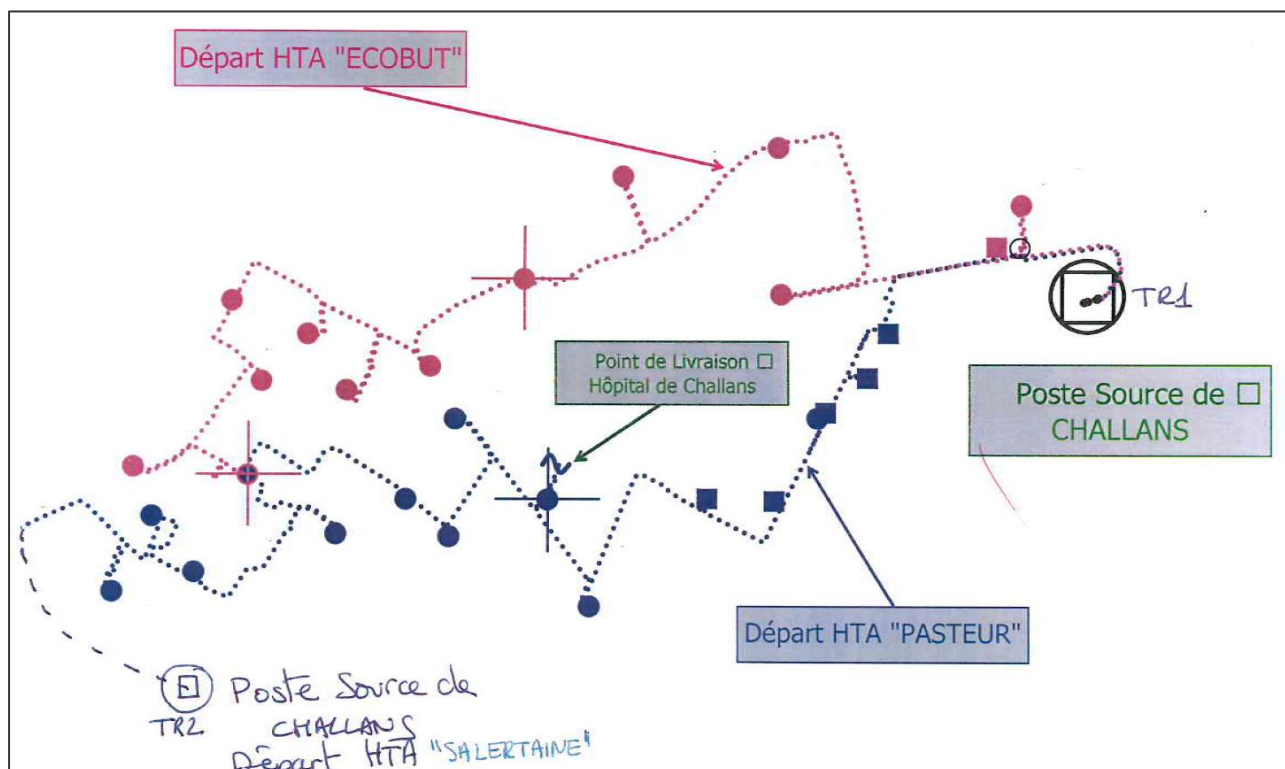 Départ HTA "ECOBUT"
TR1
Point de Livraison □
Hôpital de Challans
Poste Source de □
CHALLANS
Départ HTA "PASTEUR"
Poste Source de
TR2 CHALLANS
Départ HTA "SALERTAINE"